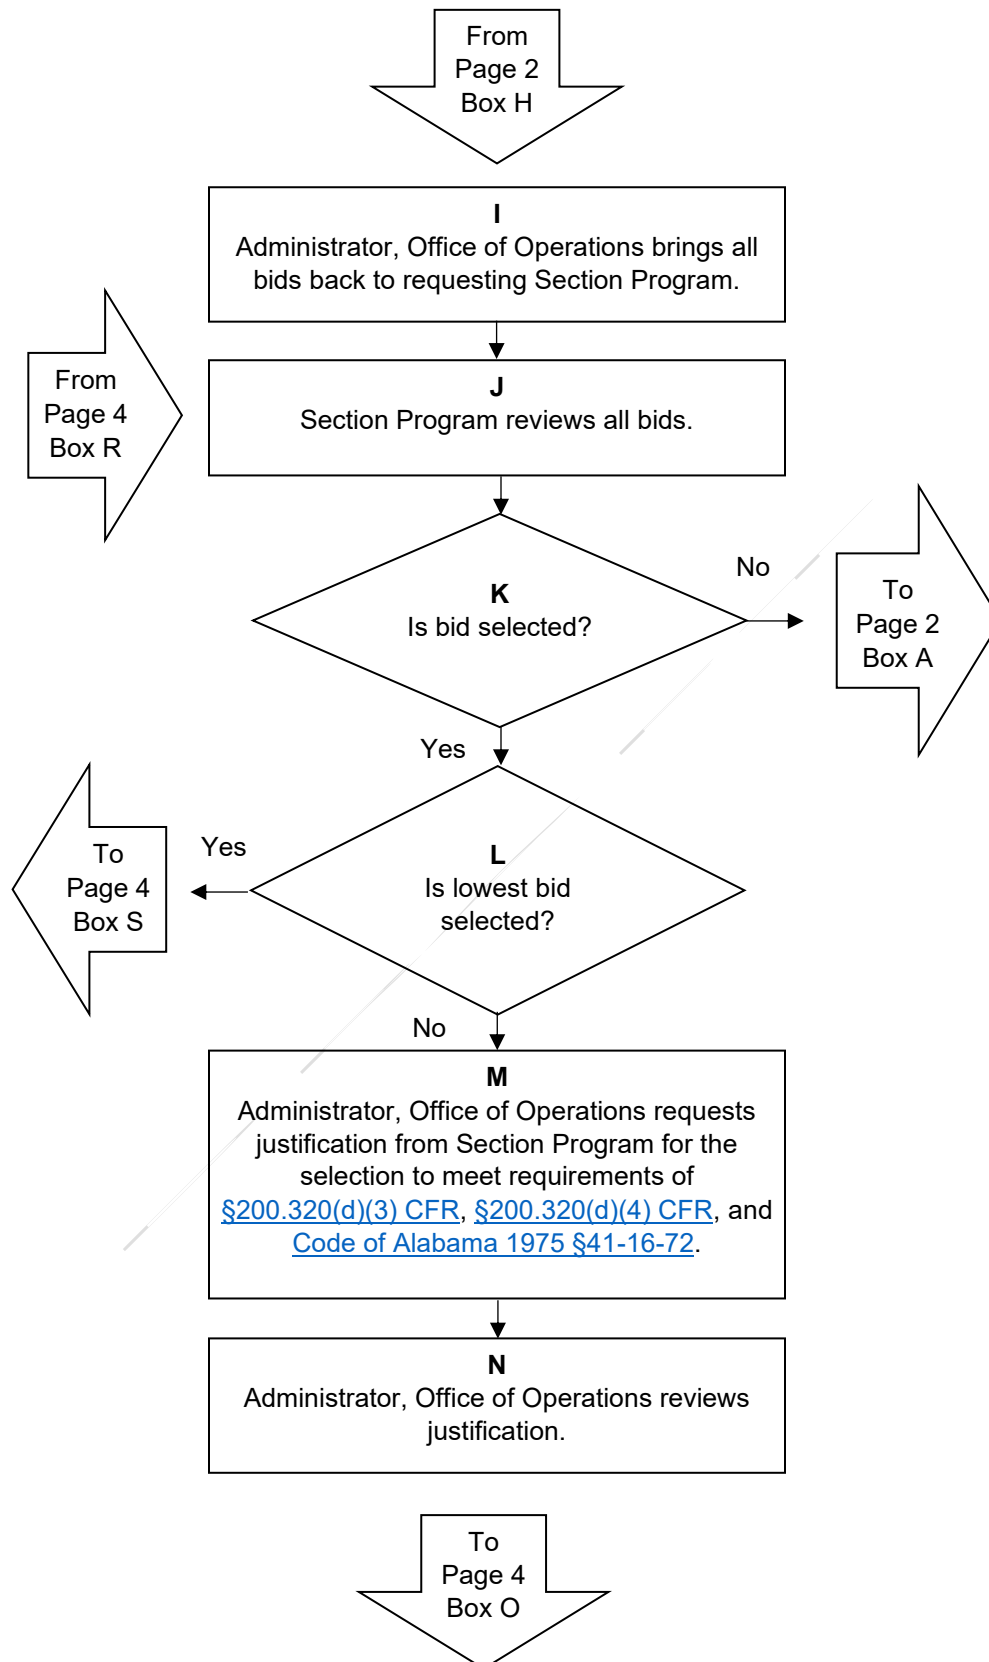 From
Page 2
Box H
I
Administrator, Office of Operations brings all
bids back to requesting Section Program.
From
Page 4
Box R
J
Section Program reviews all bids.
K
Is bid selected?
No
To
Page 2
Box A
Yes
L
Is lowest bid
selected?
Yes
To
Page 4
Box S
No
M
Administrator, Office of Operations requests
justification from Section Program for the
selection to meet requirements of
§200.320(d)(3) CFR, §200.320(d)(4) CFR, and
Code of Alabama 1975 §41-16-72.
N
Administrator, Office of Operations reviews
justification.
To
Page 4
Box O